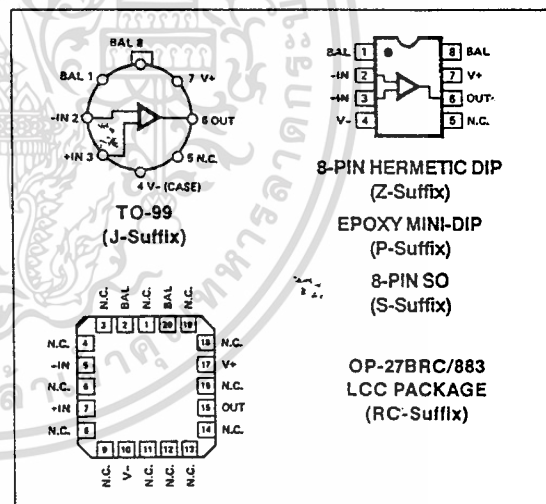 BAL 8
BAL 1
7 V+
-IN 2
6 OUT
+IN 3
5 N.C.
4 V- (CASE)
TO-99
(J-Suffix)
BAL 1
8 BAL
-IN 2
7 V+
-IN 3
6 OUT
V- 4
5 N.C.
8-PIN HERMETIC DIP
(Z-Suffix)
EPOXY MINI-DIP
(P-Suffix)
8-PIN SO
(S-Suffix)
N.C. BAL N.C. BAL N.C.
3 2 1 20 19
N.C. 4
18 N.C.
-IN 5
17 V+
N.C. 6
16 N.C.
+IN 7
15 OUT
N.C. 8
14 N.C.
9 10 11 12 13
N.C. V- N.C. N.C. N.C.
OP-27BRC/883
LCC PACKAGE
(RC-Suffix)